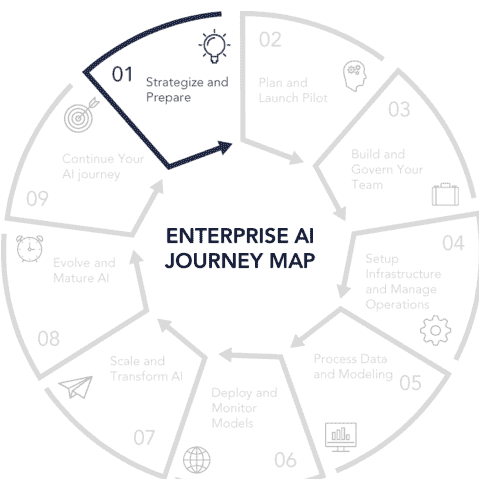 01
Strategize and
Prepare
02
Plan and
Launch Pilot
03
Build and
Govern Your
Team
04
Setup
Infrastructure
and Manage
Operations
Process Data
and Modeling
05
Deploy and
Monitor
Models
06
Scale and
Transform AI
07
Evolve and
Mature AI
08
Continue Your
AI journey
09
ENTERPRISE AI
JOURNEY MAP